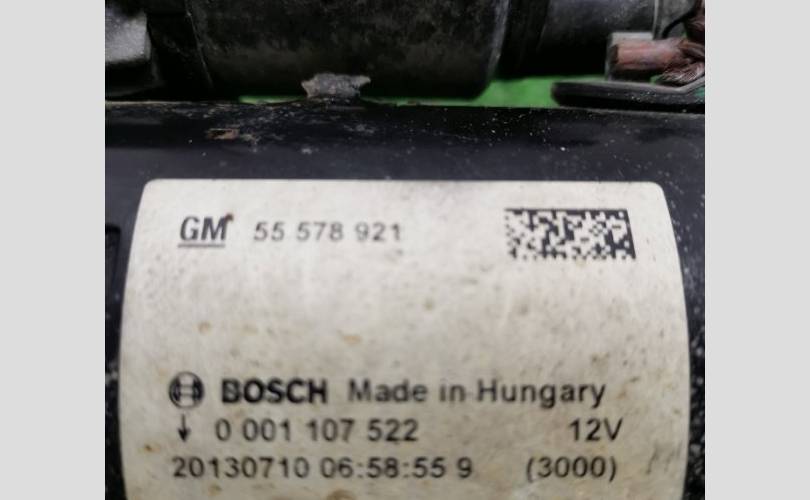 GM 55 578 921
BOSCH Made in Hungary
0 001 107 522 12V
20130710 06:58:55 9 (3000)